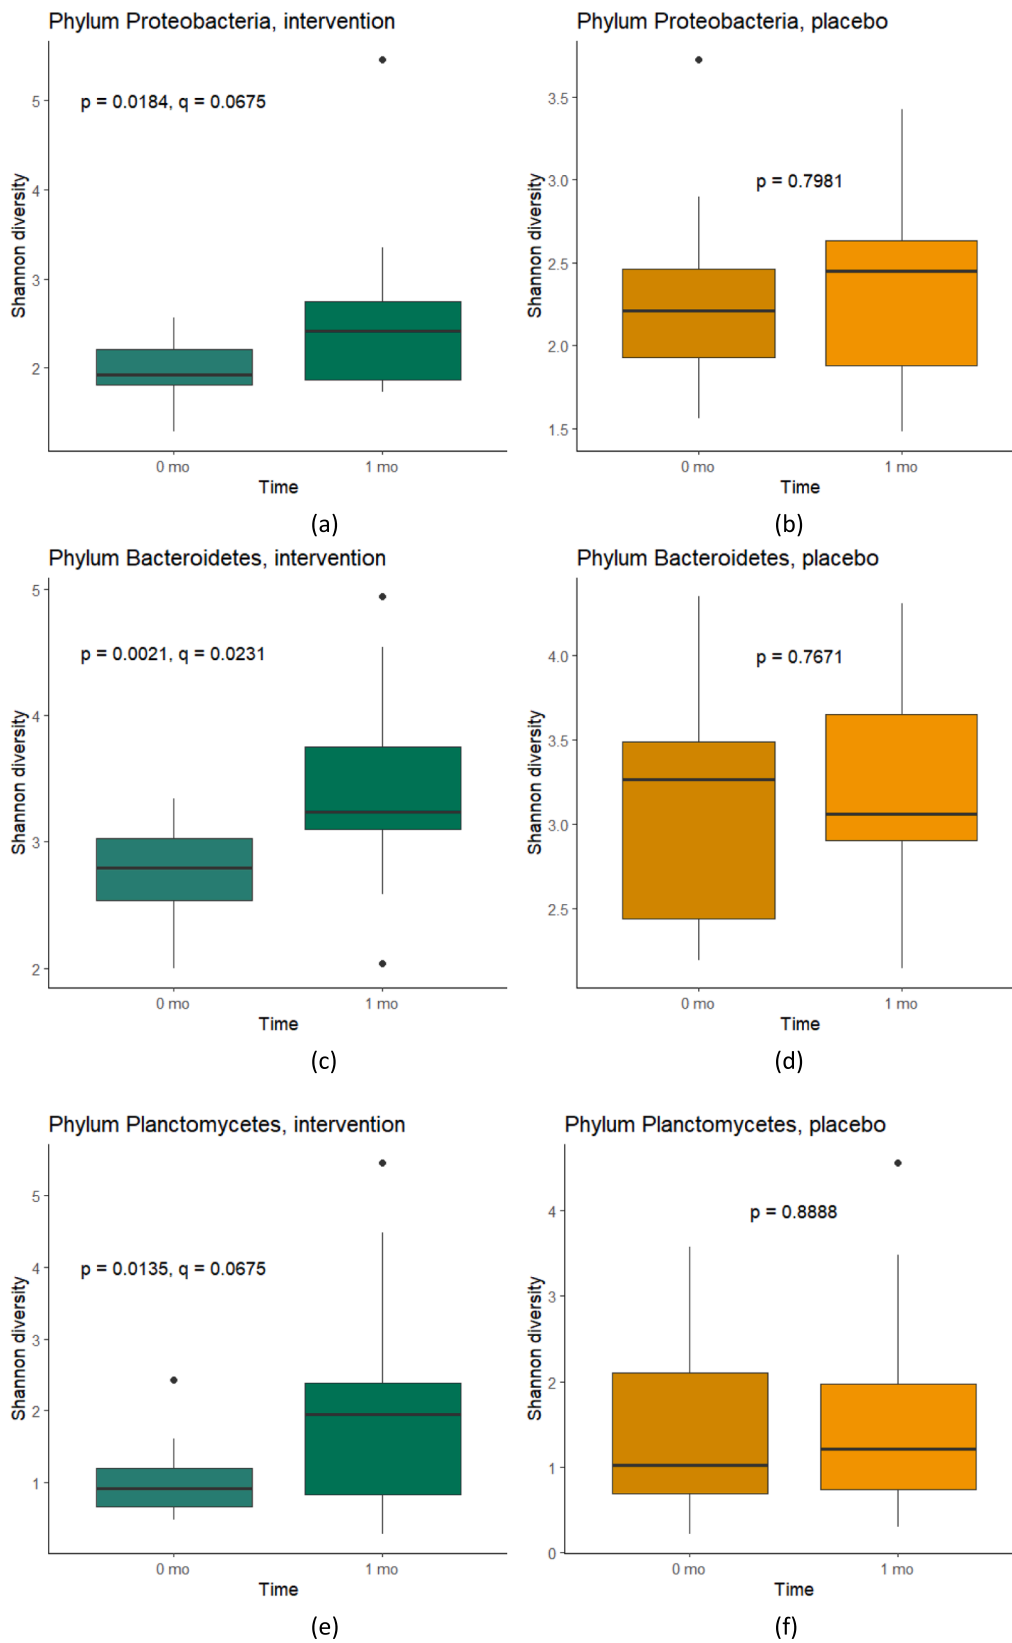 Phylum Proteobacteria, intervention
p = 0.0184, q = 0.0675
Shannon diversity
5
4
3
2
0 mo
1 mo
Time
(a)
Phylum Proteobacteria, placebo
p = 0.7981
Shannon diversity
3.5
3.0
2.5
2.0
1.5
0 mo
1 mo
Time
(b)
Phylum Bacteroidetes, intervention
p = 0.0021, q = 0.0231
Shannon diversity
5
4
3
2
0 mo
1 mo
Time
(c)
Phylum Bacteroidetes, placebo
p = 0.7671
Shannon diversity
4.0
3.5
3.0
2.5
0 mo
1 mo
Time
(d)
Phylum Planctomycetes, intervention
p = 0.0135, q = 0.0675
Shannon diversity
5
4
3
2
1
0 mo
1 mo
Time
(e)
Phylum Planctomycetes, placebo
p = 0.8888
Shannon diversity
4
3
2
1
0
0 mo
1 mo
Time
(f)